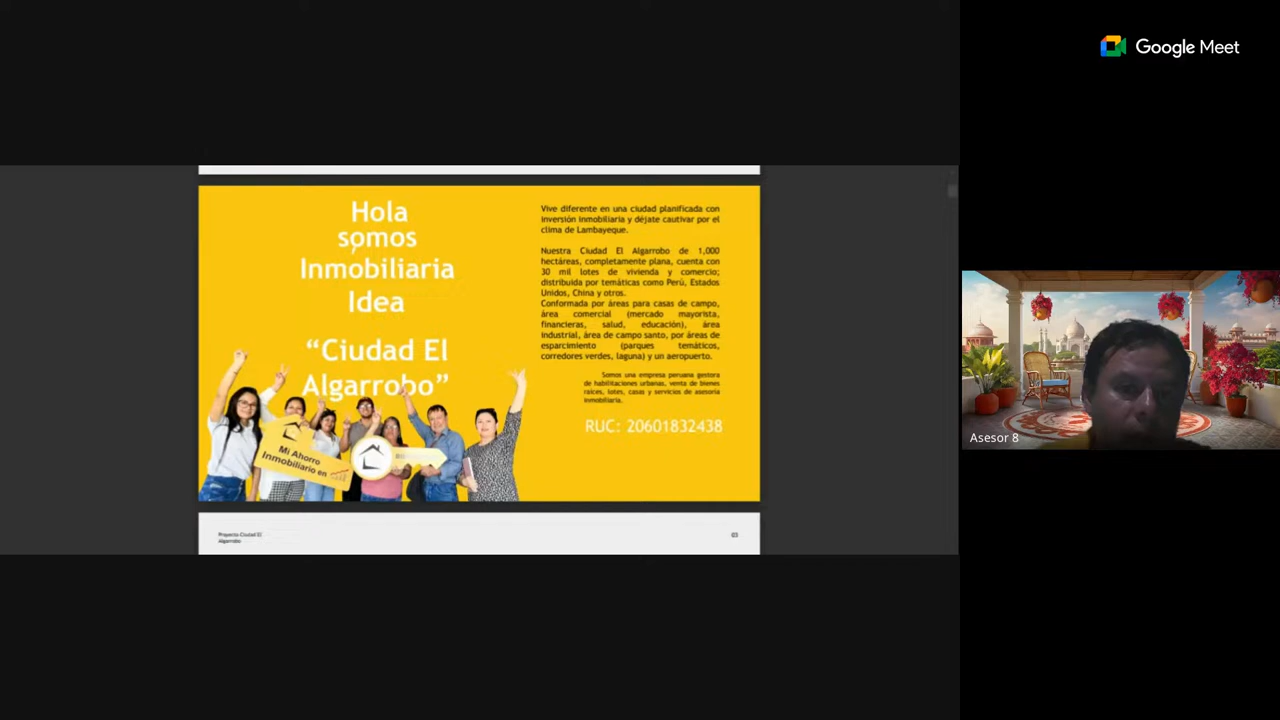 Google Meet
Hola
somos
Inmobiliaria
Idea
“Ciudad El
Algarrobo”
Mi Ahorro
Inmobiliario en
Vive diferente en una ciudad planificada con
inversión inmobiliaria y déjate cautivar por el
clima de Lambayeque.
Nuestra Ciudad El Algarrobo de 1,000
hectáreas, completamente plana, cuenta con
30 mil lotes de vivienda y comercio;
distribuida por temáticas como Perú, Estados
Unidos, China y otros.
Conformada por áreas para casas de campo,
área comercial (mercado mayorista,
financieras, salud, educación), área
industrial, área de campo santo, por áreas de
esparcimiento (parques temáticos,
corredores verdes, laguna) y un aeropuerto.
Somos una empresa peruana gestora
de habilitaciones urbanas, venta de bienes
raíces, lotes, casas y servicios de asesoría
inmobiliaria.
RUC: 20601832438
Proyecto Ciudad El
Algarrobo
Asesor 8